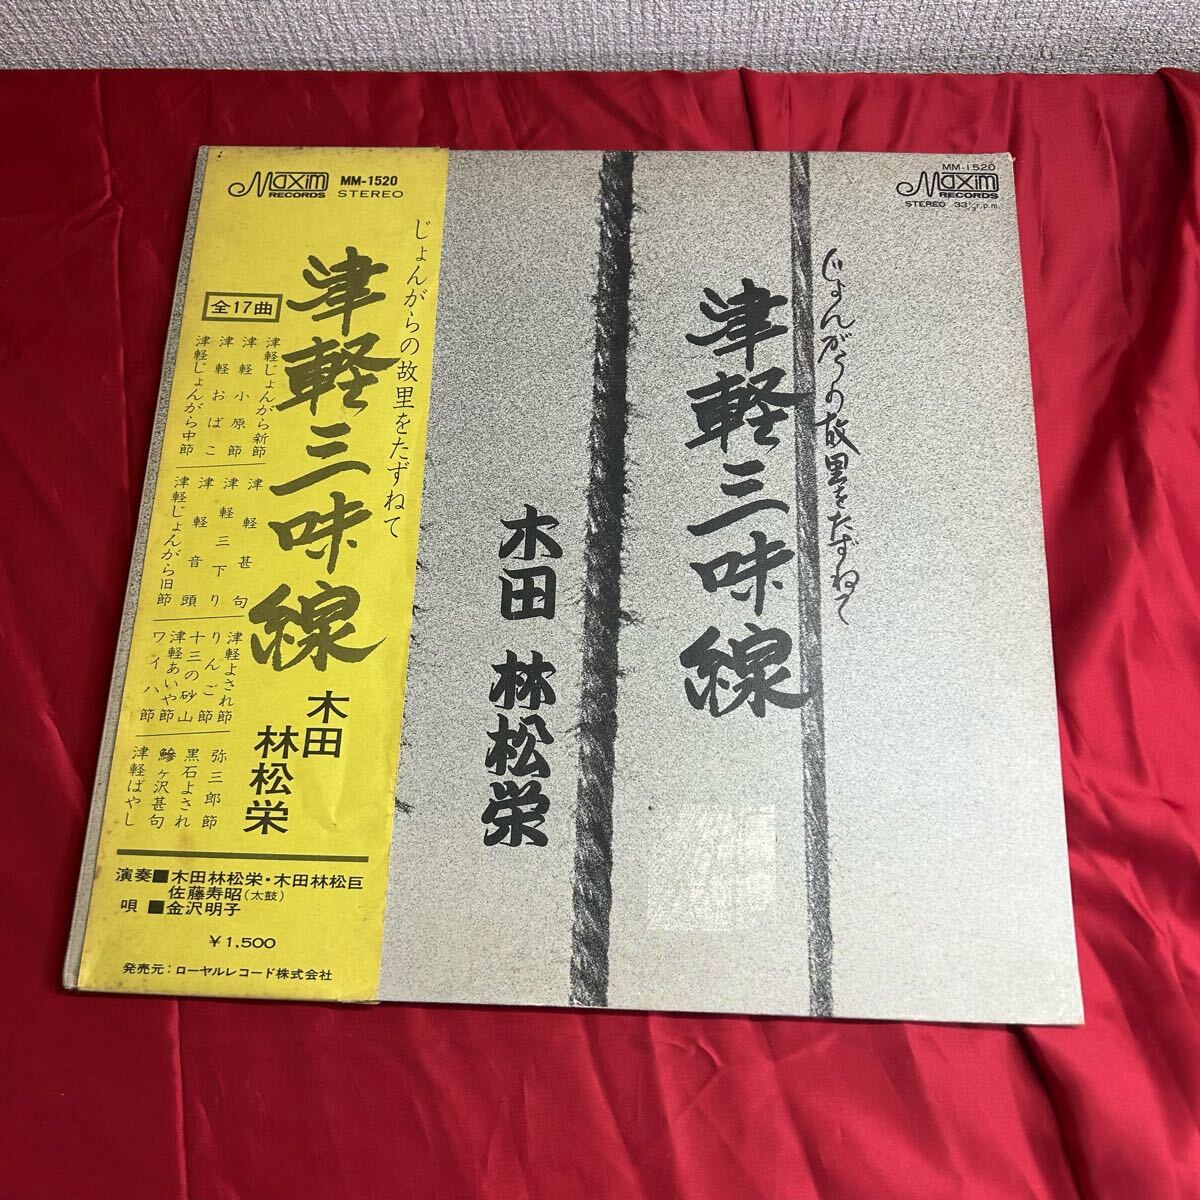 Maxim
RECORDS
MM-1520
STEREO
じょんがらの故里をたずねて
津軽三味線
木田
林松栄
全17曲
津軽じょんがら新節
津軽小原節
津軽おばこ
津軽じょんがら中節
津軽甚句
津軽三下り
津軽音頭
津軽じょんがら旧節
津軽よされ節
りんご節
十三の砂山
津軽あいや節
ワイハ節
弥三郎節
黒石よされ
鰺ヶ沢甚句
津軽ばやし
演奏■木田林松栄・木田林松巨
佐藤寿昭(太鼓)
唄■金沢明子
￥1,500
発売元：ローヤルレコード株式会社
MM-1520
Maxim
RECORDS
STEREO 33⅓r.p.m
じょんがらの故里をたずねて
津軽三味線
木田 林松栄